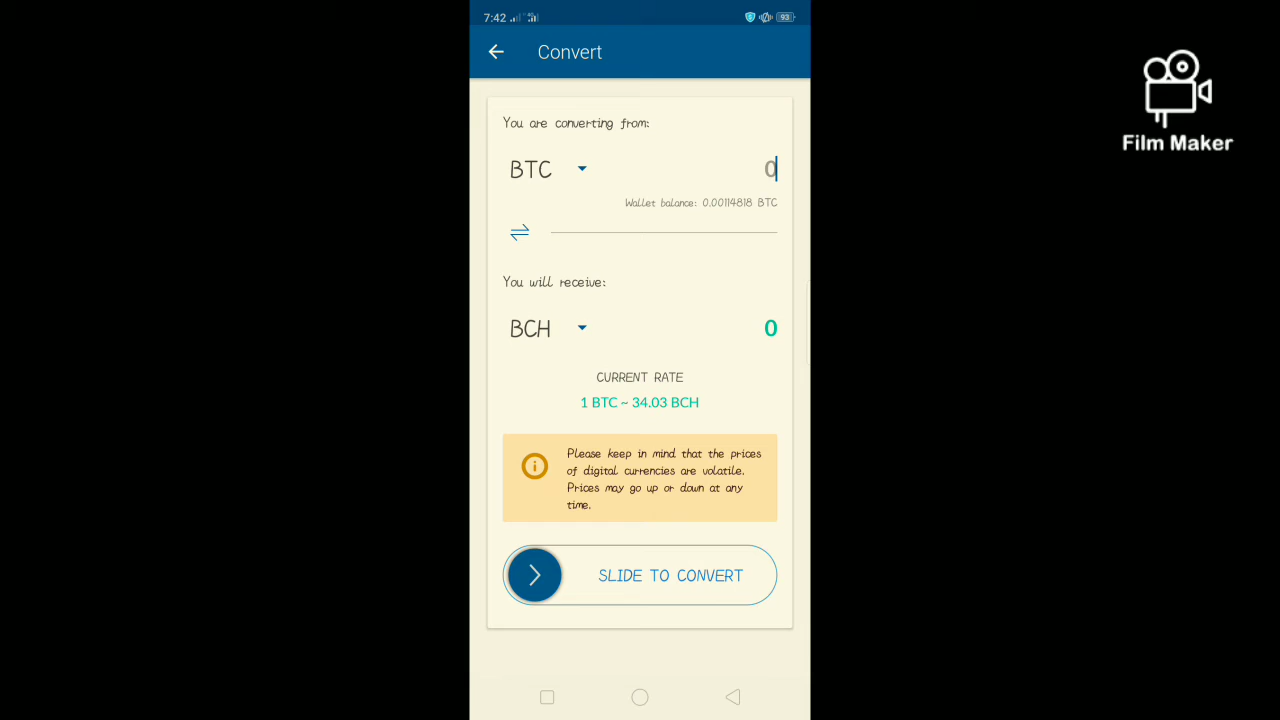 7:42
93
Convert
Film Maker
You are converting from:
BTC
0
Wallet balance: 0.00114818 BTC
You will receive:
BCH
0
CURRENT RATE
1 BTC ~ 34.03 BCH
Please keep in mind that the prices
of digital currencies are volatile.
Prices may go up or down at any
time.
SLIDE TO CONVERT